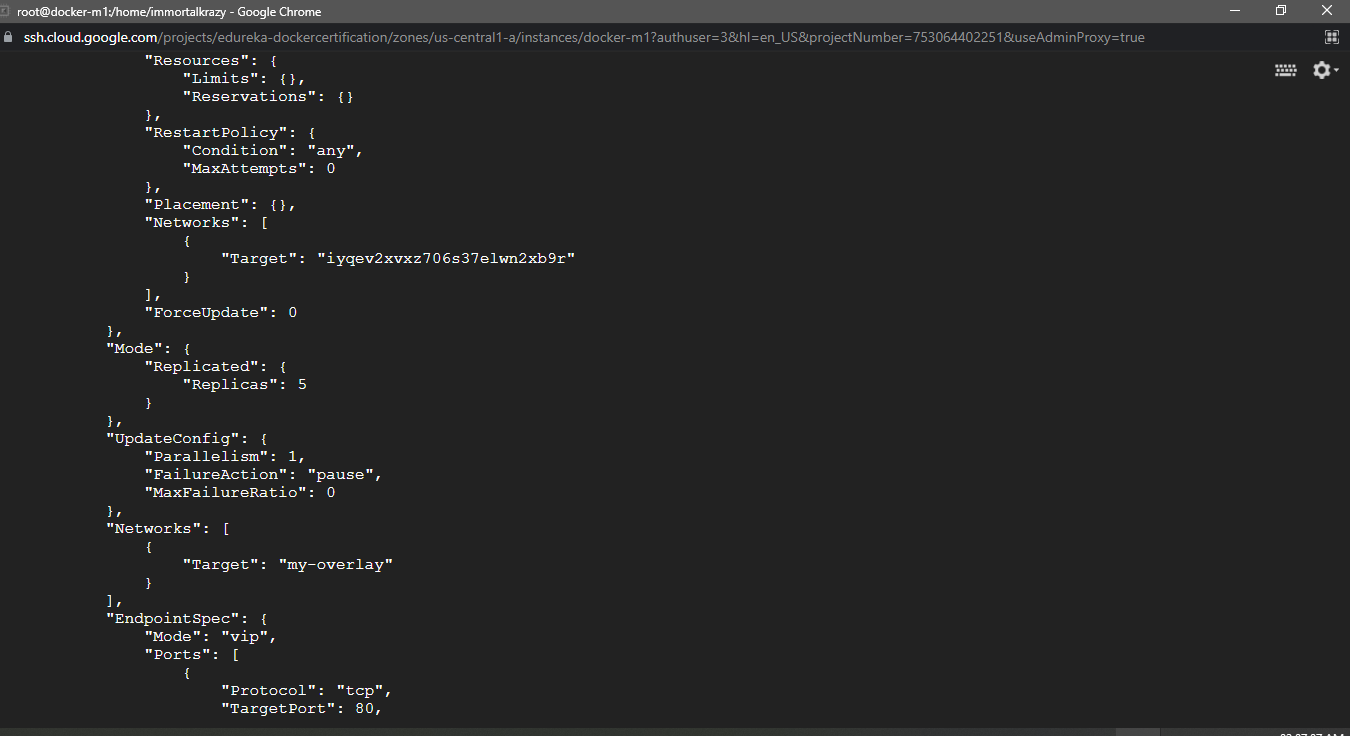 root@docker-m1:/home/immortalkrazy - Google Chrome
ssh.cloud.google.com/projects/edureka-dockercertification/zones/us-central1-a/instances/docker-m1?authuser=3&hl=en_US&projectNumber=753064402251&useAdminProxy=true
"Resources": {
"Limits": {},
"Reservations": {}
},
"RestartPolicy": {
"Condition": "any",
"MaxAttempts": 0
},
"Placement": {},
"Networks": [
{
"Target": "iyqev2xvxz706s37elwn2xb9r"
}
],
"ForceUpdate": 0
},
"Mode": {
"Replicated": {
"Replicas": 5
}
},
"UpdateConfig": {
"Parallelism": 1,
"FailureAction": "pause",
"MaxFailureRatio": 0
},
"Networks": [
{
"Target": "my-overlay"
}
],
"EndpointSpec": {
"Mode": "vip",
"Ports": [
{
"Protocol": "tcp",
"TargetPort": 80,